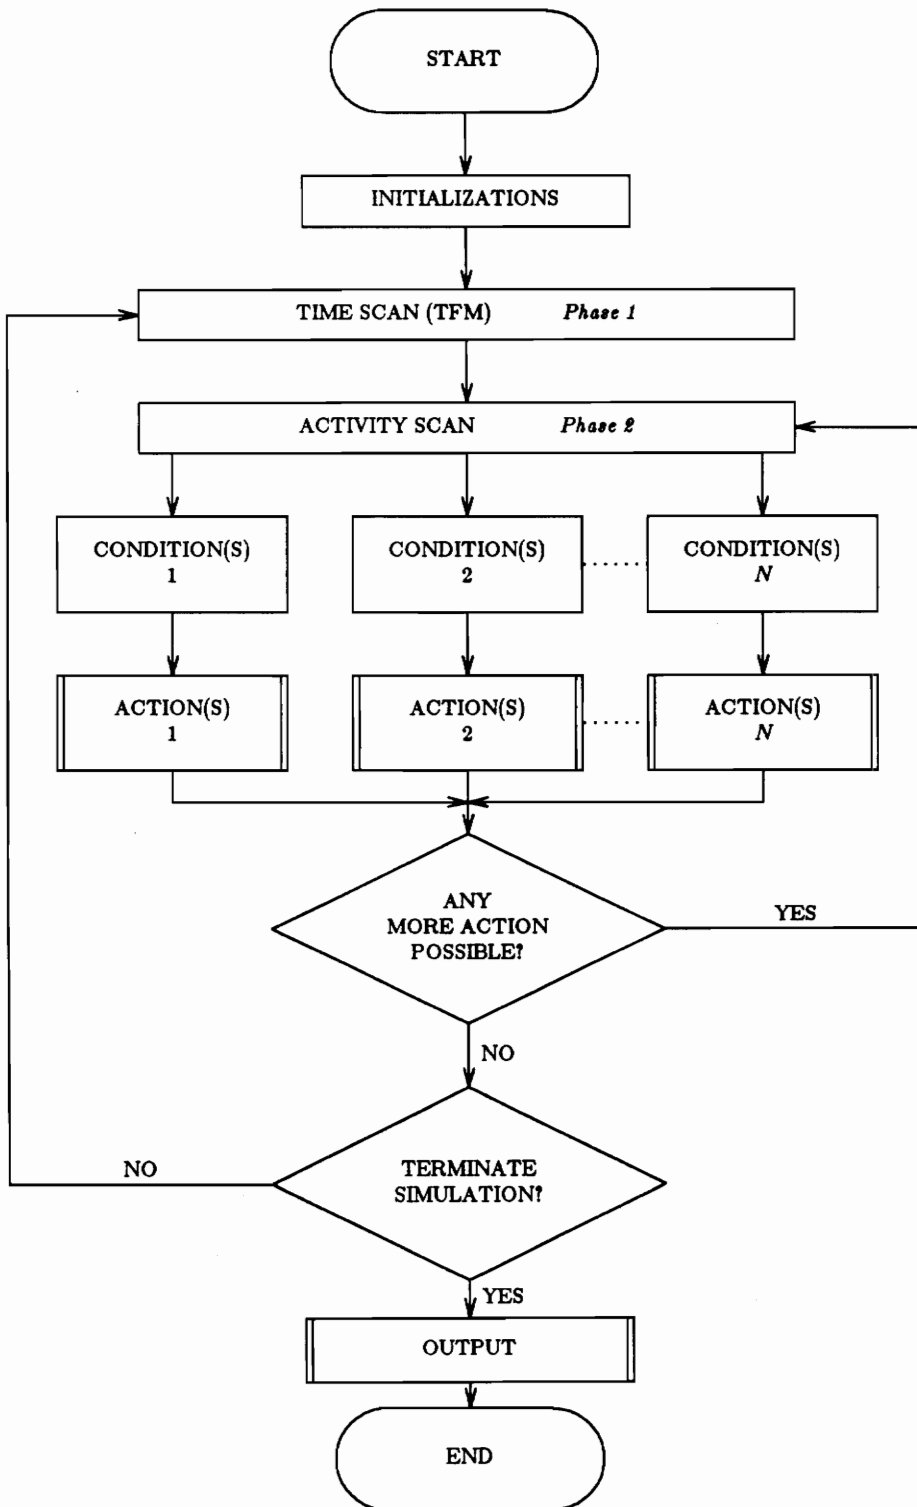 START
INITIALIZATIONS
TIME SCAN (TFM) Phase 1
ACTIVITY SCAN Phase 2
CONDITION(S)
1
CONDITION(S)
2
CONDITION(S)
N
ACTION(S)
1
ACTION(S)
2
ACTION(S)
N
ANY
MORE ACTION
POSSIBLE?
YES
NO
TERMINATE
SIMULATION?
NO
YES
OUTPUT
END